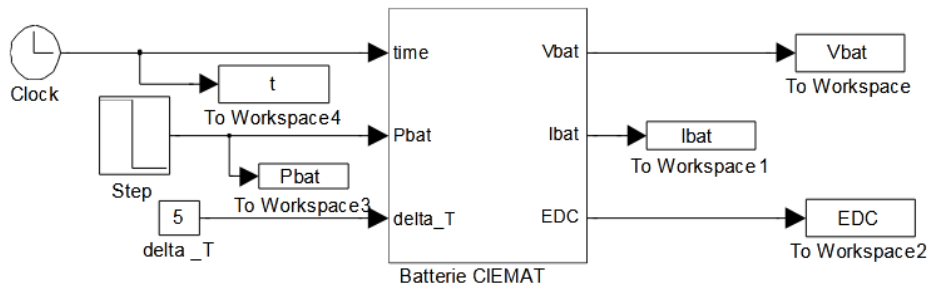 Clock
time
t
To Workspace4
Step
Pbat
Pbat
To Workspace3
5
delta _T
delta_T
Vbat
Vbat
To Workspace
Ibat
Ibat
To Workspace1
EDC
EDC
To Workspace2
Batterie CIEMAT